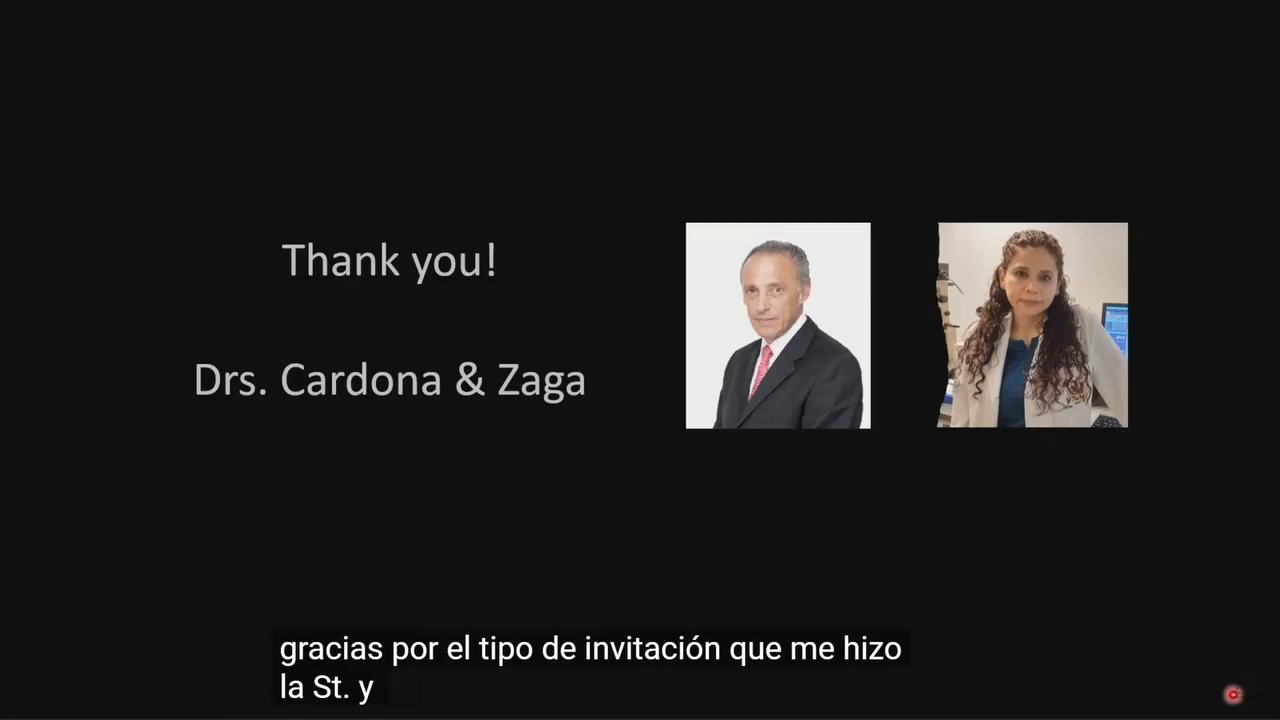 Thank you!
Drs. Cardona & Zaga
gracias por el tipo de invitación que me hizo
la St. y